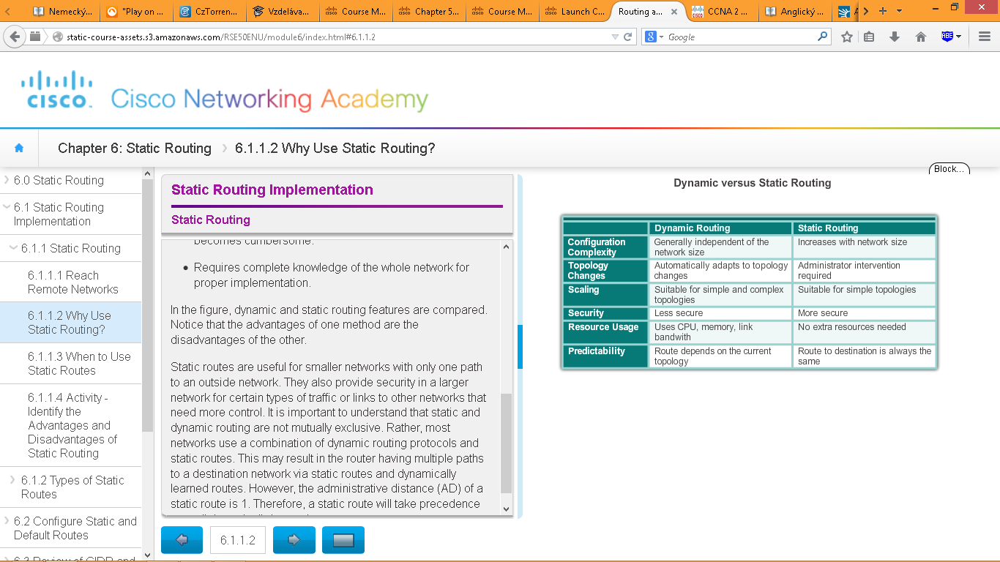 Nemecký...
"Play on ...
CzTorren...
Vzdeláva...
Course M...
Chapter 5...
Course M...
Launch C...
Routing a...
CCNA 2 ...
Anglický ...
static-course-assets.s3.amazonaws.com/RSE50ENU/module6/index.html#6.1.1.2
8
Google
ABE
cisco
Cisco Networking Academy
Chapter 6: Static Routing
6.1.1.2 Why Use Static Routing?
Block...
6.0 Static Routing
6.1 Static Routing
Implementation
6.1.1 Static Routing
6.1.1.1 Reach
Remote Networks
6.1.1.2 Why Use
Static Routing?
6.1.1.3 When to Use
Static Routes
6.1.1.4 Activity -
Identify the
Advantages and
Disadvantages of
Static Routing
6.1.2 Types of Static
Routes
6.2 Configure Static and
Default Routes
6.3 Review of CIDR and
Static Routing Implementation
Static Routing
becomes cumbersome.
• Requires complete knowledge of the whole network for
proper implementation.
In the figure, dynamic and static routing features are compared.
Notice that the advantages of one method are the
disadvantages of the other.
Static routes are useful for smaller networks with only one path
to an outside network. They also provide security in a larger
network for certain types of traffic or links to other networks that
need more control. It is important to understand that static and
dynamic routing are not mutually exclusive. Rather, most
networks use a combination of dynamic routing protocols and
static routes. This may result in the router having multiple paths
to a destination network via static routes and dynamically
learned routes. However, the administrative distance (AD) of a
static route is 1. Therefore, a static route will take precedence
6.1.1.2
Dynamic versus Static Routing
Dynamic Routing
Static Routing
Configuration
Complexity
Generally independent of the
network size
Increases with network size
Topology
Changes
Automatically adapts to topology
changes
Administrator intervention
required
Scaling
Suitable for simple and complex
topologies
Suitable for simple topologies
Security
Less secure
More secure
Resource Usage
Uses CPU, memory, link
bandwith
No extra resources needed
Predictability
Route depends on the current
topology
Route to destination is always the
same